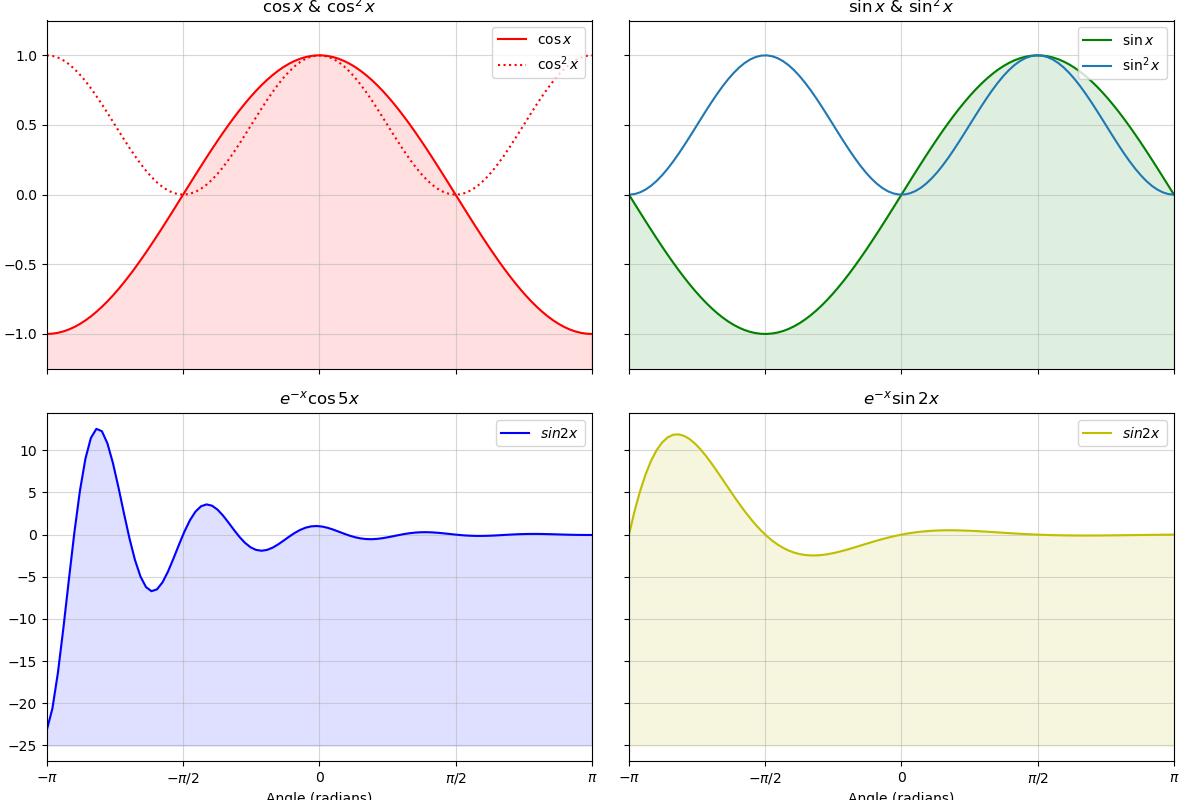 cos x & cos² x
sin x & sin² x
cos x
cos² x
sin x
sin² x
1.0
0.5
0.0
−0.5
−1.0
e⁻ˣ cos 5x
e⁻ˣ sin 2x
sin2x
sin2x
10
5
0
−5
−10
−15
−20
−25
−π
−π/2
0
π/2
π
−π
−π/2
0
π/2
π
Angle (radians)
Angle (radians)